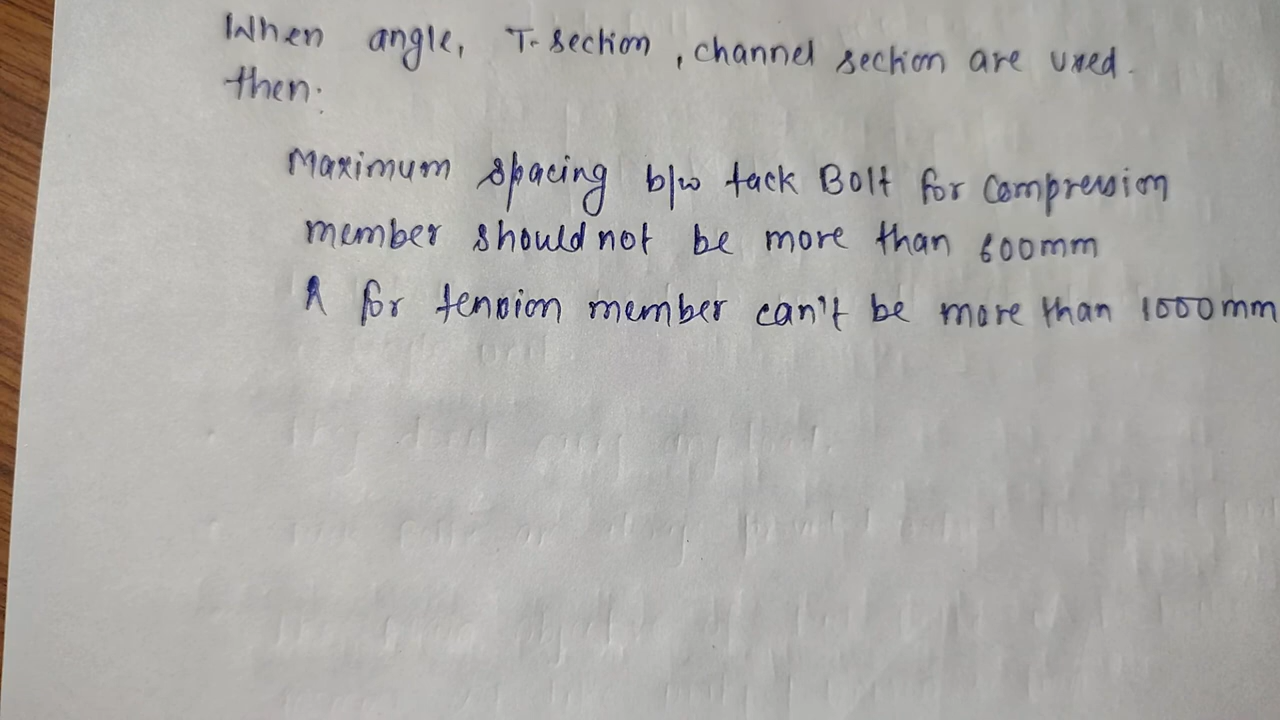 When angle, T-section, channel section are used.
then:
Maximum spacing b/w tack Bolt for compression
member should not be more than 600mm
& for tension member can't be more than 1000mm